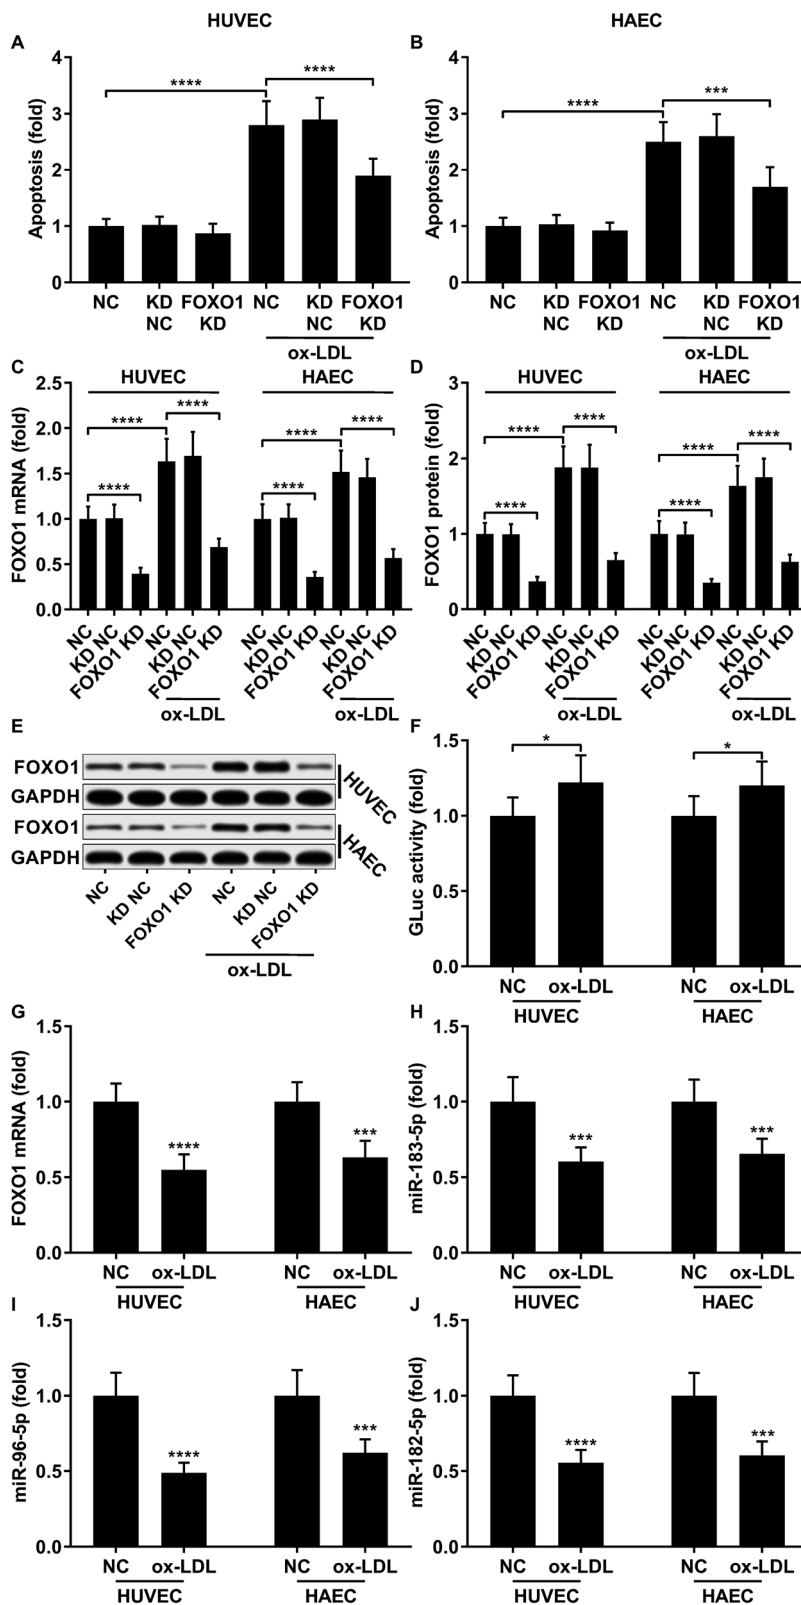 HUVEC
HAEC
A
Apoptosis (fold)
4
3
2
1
0
****
****
NC
KD NC
FOXO1 KD
NC
KD NC
FOXO1 KD
ox-LDL
B
Apoptosis (fold)
4
3
2
1
0
****
***
NC
KD NC
FOXO1 KD
NC
KD NC
FOXO1 KD
ox-LDL
C
FOXO1 mRNA (fold)
2.5
2.0
1.5
1.0
0.5
0.0
HUVEC
HAEC
****
****
****
****
****
****
NC
KD NC
FOXO1 KD
NC
KD NC
FOXO1 KD
NC
KD NC
FOXO1 KD
NC
KD NC
FOXO1 KD
ox-LDL
ox-LDL
D
FOXO1 protein (fold)
3
2
1
0
HUVEC
HAEC
****
****
****
****
****
****
NC
KD NC
FOXO1 KD
NC
KD NC
FOXO1 KD
NC
KD NC
FOXO1 KD
NC
KD NC
FOXO1 KD
ox-LDL
ox-LDL
E
FOXO1
GAPDH
HUVEC
FOXO1
GAPDH
HAEC
NC
KD NC
FOXO1 KD
NC
KD NC
FOXO1 KD
ox-LDL
F
GLuc activity (fold)
1.5
1.0
0.5
0.0
*
*
NC
ox-LDL
NC
ox-LDL
HUVEC
HAEC
G
FOXO1 mRNA (fold)
1.5
1.0
0.5
0.0
****
***
NC
ox-LDL
NC
ox-LDL
HUVEC
HAEC
H
miR-183-5p (fold)
1.5
1.0
0.5
0.0
***
***
NC
ox-LDL
NC
ox-LDL
HUVEC
HAEC
I
miR-96-5p (fold)
1.5
1.0
0.5
0.0
****
***
NC
ox-LDL
NC
ox-LDL
HUVEC
HAEC
J
miR-182-5p (fold)
1.5
1.0
0.5
0.0
****
***
NC
ox-LDL
NC
ox-LDL
HUVEC
HAEC